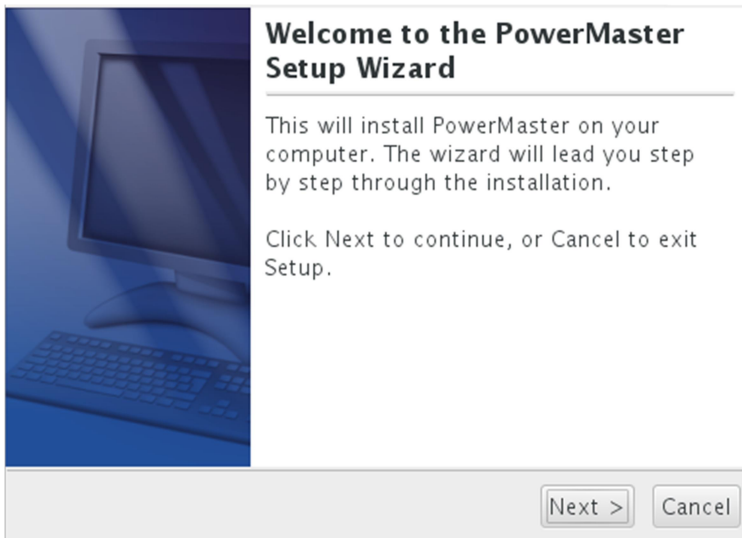 Welcome to the PowerMaster
Setup Wizard
This will install PowerMaster on your
computer. The wizard will lead you step
by step through the installation.
Click Next to continue, or Cancel to exit
Setup.
Next >
Cancel